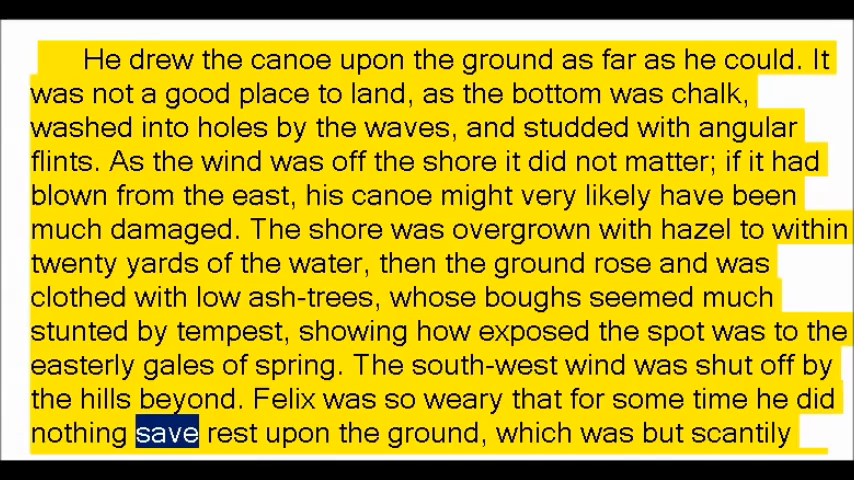 He drew the canoe upon the ground as far as he could. It
was not a good place to land, as the bottom was chalk,
washed into holes by the waves, and studded with angular
flints. As the wind was off the shore it did not matter; if it had
blown from the east, his canoe might very likely have been
much damaged. The shore was overgrown with hazel to within
twenty yards of the water, then the ground rose and was
clothed with low ash-trees, whose boughs seemed much
stunted by tempest, showing how exposed the spot was to the
easterly gales of spring. The south-west wind was shut off by
the hills beyond. Felix was so weary that for some time he did
nothing save rest upon the ground, which was but scantily